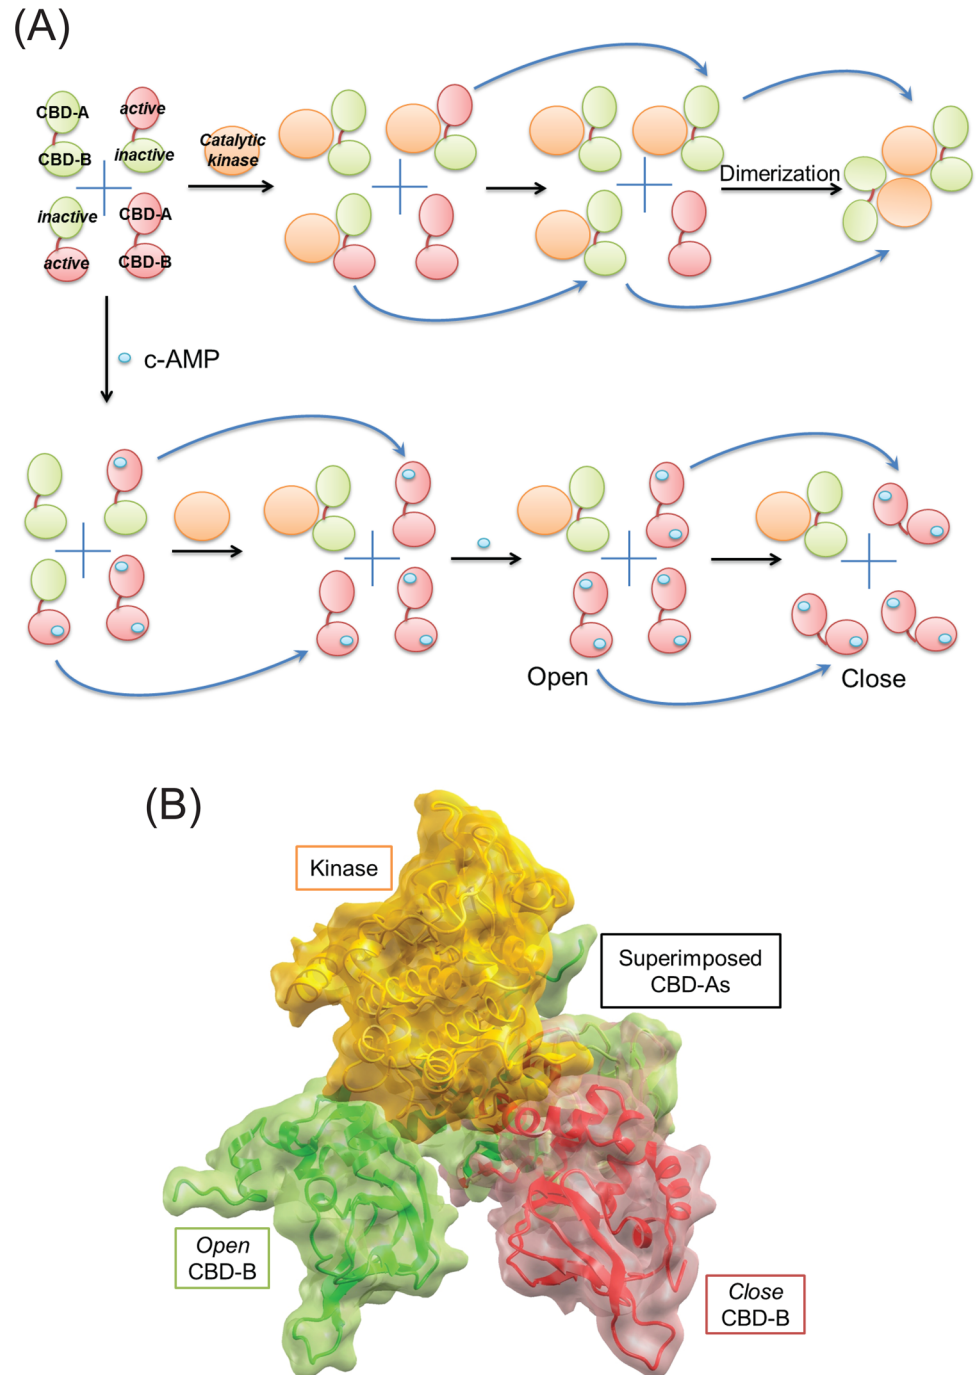 (A)
CBD-A
active
CBD-B
inactive
Catalytic
kinase
inactive
CBD-A
active
CBD-B
Dimerization
c-AMP
Open
Close
(B)
Kinase
Superimposed
CBD-As
Open
CBD-B
Close
CBD-B